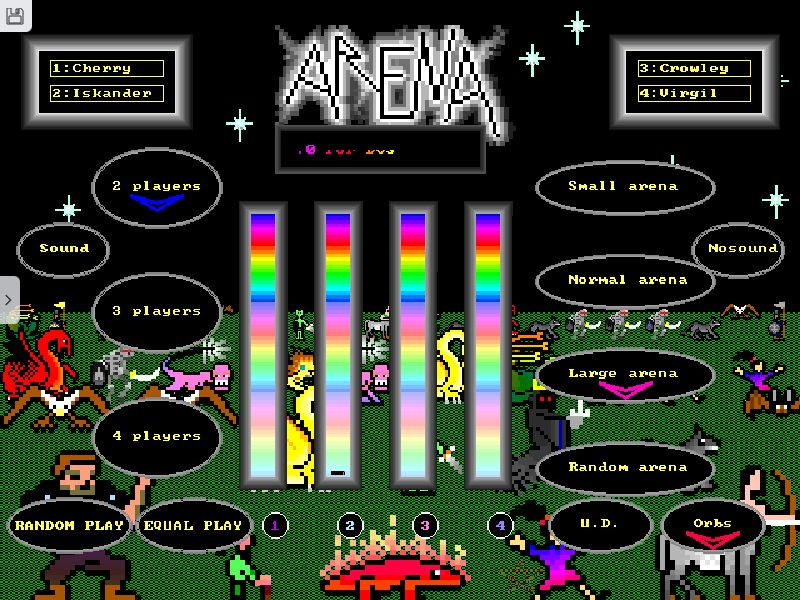 ARENA
1:Cherry
2:Iskander
3:Crowley
4:Virgil
2 players
Small arena
Sound
Nosound
Normal arena
3 players
Large arena
4 players
Random arena
RANDOM PLAY
EQUAL PLAY
1
2
3
4
U.D.
Orbs